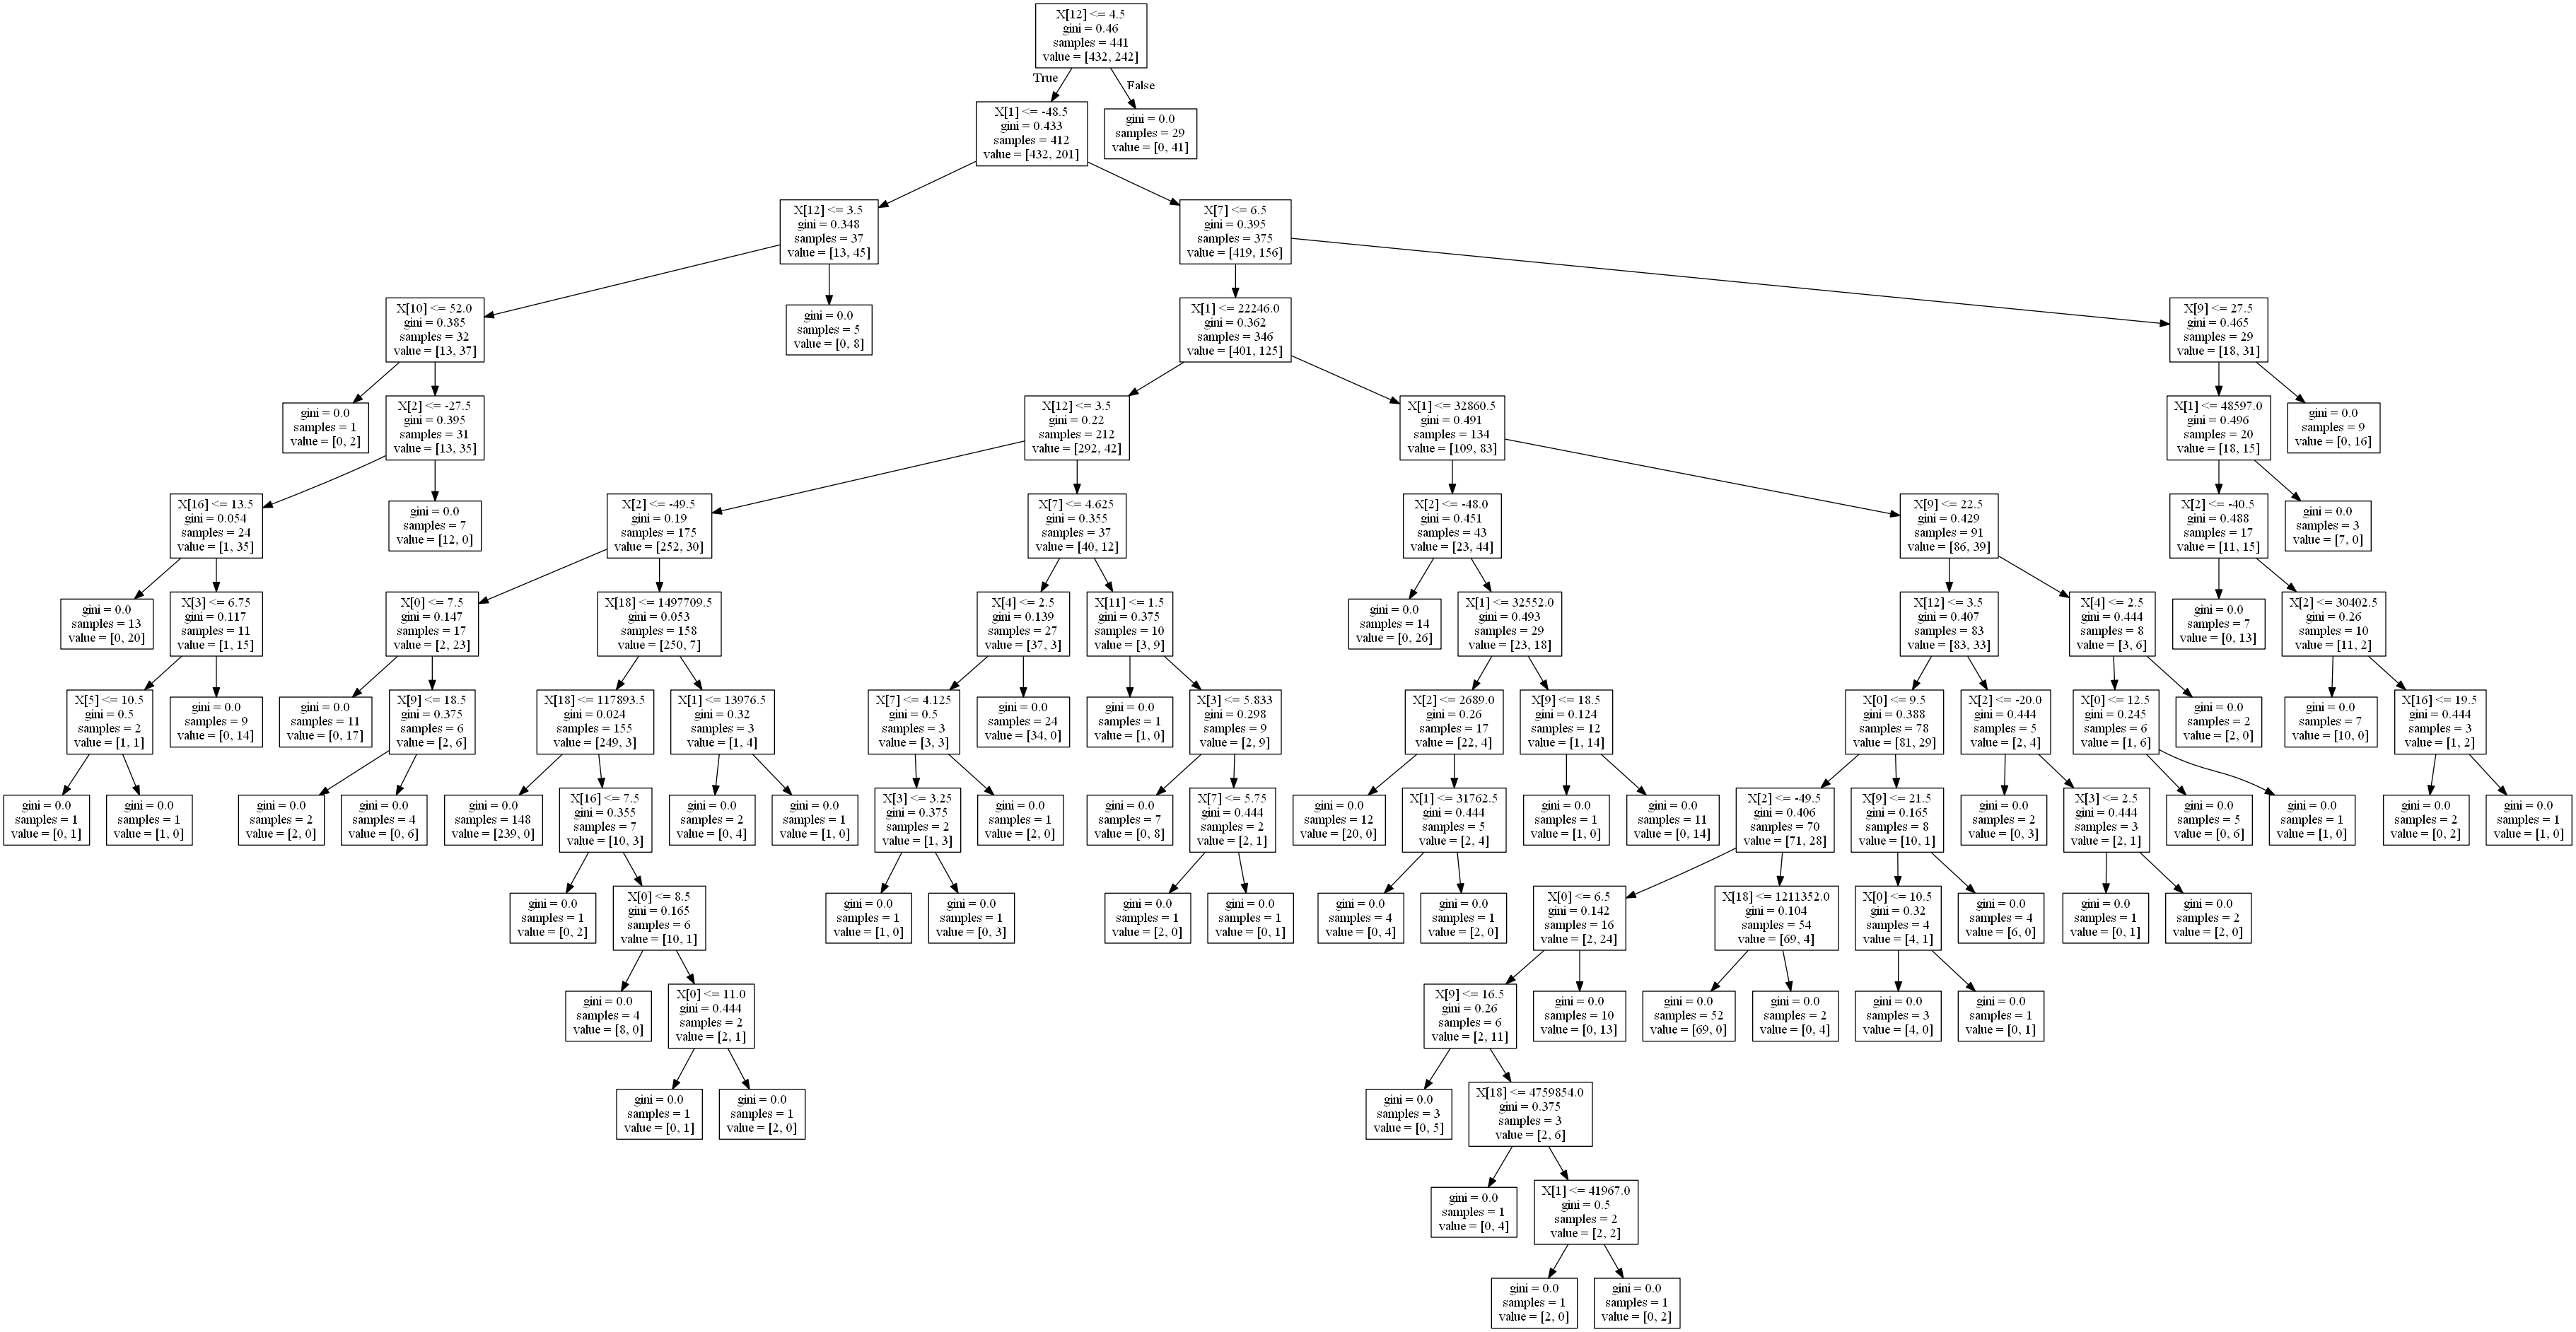 X[12] <= 4.5
gini = 0.46
samples = 441
value = [432, 242]
True
False
X[1] <= -48.5
gini = 0.433
samples = 412
value = [432, 201]
gini = 0.0
samples = 29
value = [0, 41]
X[12] <= 3.5
gini = 0.348
samples = 37
value = [13, 45]
X[7] <= 6.5
gini = 0.395
samples = 375
value = [419, 156]
X[10] <= 52.0
gini = 0.385
samples = 32
value = [13, 37]
gini = 0.0
samples = 5
value = [0, 8]
X[1] <= 22246.0
gini = 0.362
samples = 346
value = [401, 125]
X[9] <= 27.5
gini = 0.465
samples = 29
value = [18, 31]
gini = 0.0
samples = 1
value = [0, 2]
X[2] <= -27.5
gini = 0.395
samples = 31
value = [13, 35]
X[12] <= 3.5
gini = 0.22
samples = 212
value = [292, 42]
X[1] <= 32860.5
gini = 0.491
samples = 134
value = [109, 83]
X[1] <= 48597.0
gini = 0.496
samples = 20
value = [18, 15]
gini = 0.0
samples = 9
value = [0, 16]
X[16] <= 13.5
gini = 0.054
samples = 24
value = [1, 35]
gini = 0.0
samples = 7
value = [12, 0]
X[2] <= -49.5
gini = 0.19
samples = 175
value = [252, 30]
X[7] <= 4.625
gini = 0.355
samples = 37
value = [40, 12]
X[2] <= -48.0
gini = 0.451
samples = 43
value = [23, 44]
X[9] <= 22.5
gini = 0.429
samples = 91
value = [86, 39]
X[2] <= -40.5
gini = 0.488
samples = 17
value = [11, 15]
gini = 0.0
samples = 3
value = [7, 0]
gini = 0.0
samples = 13
value = [0, 20]
X[3] <= 6.75
gini = 0.117
samples = 11
value = [1, 15]
X[0] <= 7.5
gini = 0.147
samples = 17
value = [2, 23]
X[18] <= 1497709.5
gini = 0.053
samples = 158
value = [250, 7]
X[4] <= 2.5
gini = 0.139
samples = 27
value = [37, 3]
X[11] <= 1.5
gini = 0.375
samples = 10
value = [3, 9]
gini = 0.0
samples = 14
value = [0, 26]
X[1] <= 32552.0
gini = 0.493
samples = 29
value = [23, 18]
X[12] <= 3.5
gini = 0.407
samples = 83
value = [83, 33]
X[4] <= 2.5
gini = 0.444
samples = 8
value = [3, 6]
gini = 0.0
samples = 7
value = [0, 13]
X[2] <= 30402.5
gini = 0.26
samples = 10
value = [11, 2]
X[5] <= 10.5
gini = 0.5
samples = 2
value = [1, 1]
gini = 0.0
samples = 9
value = [0, 14]
gini = 0.0
samples = 11
value = [0, 17]
X[9] <= 18.5
gini = 0.375
samples = 6
value = [2, 6]
X[18] <= 117893.5
gini = 0.024
samples = 155
value = [249, 3]
X[1] <= 13976.5
gini = 0.32
samples = 3
value = [1, 4]
X[7] <= 4.125
gini = 0.5
samples = 3
value = [3, 3]
gini = 0.0
samples = 24
value = [34, 0]
gini = 0.0
samples = 1
value = [1, 0]
X[3] <= 5.833
gini = 0.298
samples = 9
value = [2, 9]
X[2] <= 2689.0
gini = 0.26
samples = 17
value = [22, 4]
X[9] <= 18.5
gini = 0.124
samples = 12
value = [1, 14]
X[0] <= 9.5
gini = 0.388
samples = 78
value = [81, 29]
X[2] <= -20.0
gini = 0.444
samples = 5
value = [2, 4]
X[0] <= 12.5
gini = 0.245
samples = 6
value = [1, 6]
gini = 0.0
samples = 2
value = [2, 0]
gini = 0.0
samples = 7
value = [10, 0]
X[16] <= 19.5
gini = 0.444
samples = 3
value = [1, 2]
gini = 0.0
samples = 1
value = [0, 1]
gini = 0.0
samples = 1
value = [1, 0]
gini = 0.0
samples = 2
value = [2, 0]
gini = 0.0
samples = 4
value = [0, 6]
gini = 0.0
samples = 148
value = [239, 0]
X[16] <= 7.5
gini = 0.355
samples = 7
value = [10, 3]
gini = 0.0
samples = 2
value = [0, 4]
gini = 0.0
samples = 1
value = [1, 0]
X[3] <= 3.25
gini = 0.375
samples = 2
value = [1, 3]
gini = 0.0
samples = 1
value = [2, 0]
gini = 0.0
samples = 7
value = [0, 8]
X[7] <= 5.75
gini = 0.444
samples = 2
value = [2, 1]
gini = 0.0
samples = 12
value = [20, 0]
X[1] <= 31762.5
gini = 0.444
samples = 5
value = [2, 4]
gini = 0.0
samples = 1
value = [1, 0]
gini = 0.0
samples = 11
value = [0, 14]
X[2] <= -49.5
gini = 0.406
samples = 70
value = [71, 28]
X[9] <= 21.5
gini = 0.165
samples = 8
value = [10, 1]
gini = 0.0
samples = 2
value = [0, 3]
X[3] <= 2.5
gini = 0.444
samples = 3
value = [2, 1]
gini = 0.0
samples = 5
value = [0, 6]
gini = 0.0
samples = 1
value = [1, 0]
gini = 0.0
samples = 2
value = [0, 2]
gini = 0.0
samples = 1
value = [1, 0]
gini = 0.0
samples = 1
value = [0, 2]
X[0] <= 8.5
gini = 0.165
samples = 6
value = [10, 1]
gini = 0.0
samples = 1
value = [1, 0]
gini = 0.0
samples = 1
value = [0, 3]
gini = 0.0
samples = 1
value = [2, 0]
gini = 0.0
samples = 1
value = [0, 1]
gini = 0.0
samples = 4
value = [0, 4]
gini = 0.0
samples = 1
value = [2, 0]
X[0] <= 6.5
gini = 0.142
samples = 16
value = [2, 24]
X[18] <= 1211352.0
gini = 0.104
samples = 54
value = [69, 4]
X[0] <= 10.5
gini = 0.32
samples = 4
value = [4, 1]
gini = 0.0
samples = 4
value = [6, 0]
gini = 0.0
samples = 1
value = [0, 1]
gini = 0.0
samples = 2
value = [2, 0]
gini = 0.0
samples = 4
value = [8, 0]
X[0] <= 11.0
gini = 0.444
samples = 2
value = [2, 1]
X[9] <= 16.5
gini = 0.26
samples = 6
value = [2, 11]
gini = 0.0
samples = 10
value = [0, 13]
gini = 0.0
samples = 52
value = [69, 0]
gini = 0.0
samples = 2
value = [0, 4]
gini = 0.0
samples = 3
value = [4, 0]
gini = 0.0
samples = 1
value = [0, 1]
gini = 0.0
samples = 1
value = [0, 1]
gini = 0.0
samples = 1
value = [2, 0]
gini = 0.0
samples = 3
value = [0, 5]
X[18] <= 4759854.0
gini = 0.375
samples = 3
value = [2, 6]
gini = 0.0
samples = 1
value = [0, 4]
X[1] <= 41967.0
gini = 0.5
samples = 2
value = [2, 2]
gini = 0.0
samples = 1
value = [2, 0]
gini = 0.0
samples = 1
value = [0, 2]